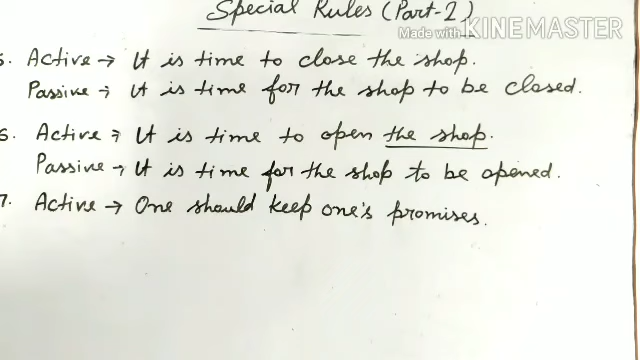 Special Rules (Part-2)
Made with KINEMASTER
5. Active → It is time to close the shop.
Passive → It is time for the shop to be closed.
6. Active → It is time to open the shop.
Passive → It is time for the shop to be opened.
7. Active → One should keep one's promises.